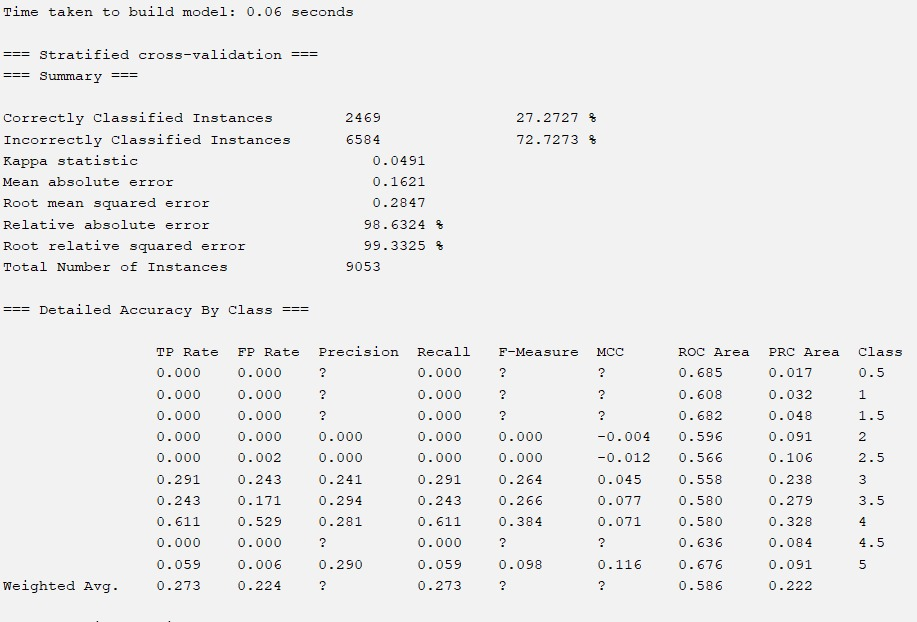 Time taken to build model: 0.06 seconds
=== Stratified cross-validation ===
=== Summary ===
Correctly Classified Instances 2469 27.2727 %
Incorrectly Classified Instances 6584 72.7273 %
Kappa statistic 0.0491
Mean absolute error 0.1621
Root mean squared error 0.2847
Relative absolute error 98.6324 %
Root relative squared error 99.3325 %
Total Number of Instances 9053
=== Detailed Accuracy By Class ===
TP Rate FP Rate Precision Recall F-Measure MCC ROC Area PRC Area Class
0.000 0.000 ? 0.000 ? ? 0.685 0.017 0.5
0.000 0.000 ? 0.000 ? ? 0.608 0.032 1
0.000 0.000 ? 0.000 ? ? 0.682 0.048 1.5
0.000 0.000 0.000 0.000 0.000 -0.004 0.596 0.091 2
0.000 0.002 0.000 0.000 0.000 -0.012 0.566 0.106 2.5
0.291 0.243 0.241 0.291 0.264 0.045 0.558 0.238 3
0.243 0.171 0.294 0.243 0.266 0.077 0.580 0.279 3.5
0.611 0.529 0.281 0.611 0.384 0.071 0.580 0.328 4
0.000 0.000 ? 0.000 ? ? 0.636 0.084 4.5
0.059 0.006 0.290 0.059 0.098 0.116 0.676 0.091 5
Weighted Avg. 0.273 0.224 ? 0.273 ? ? 0.586 0.222